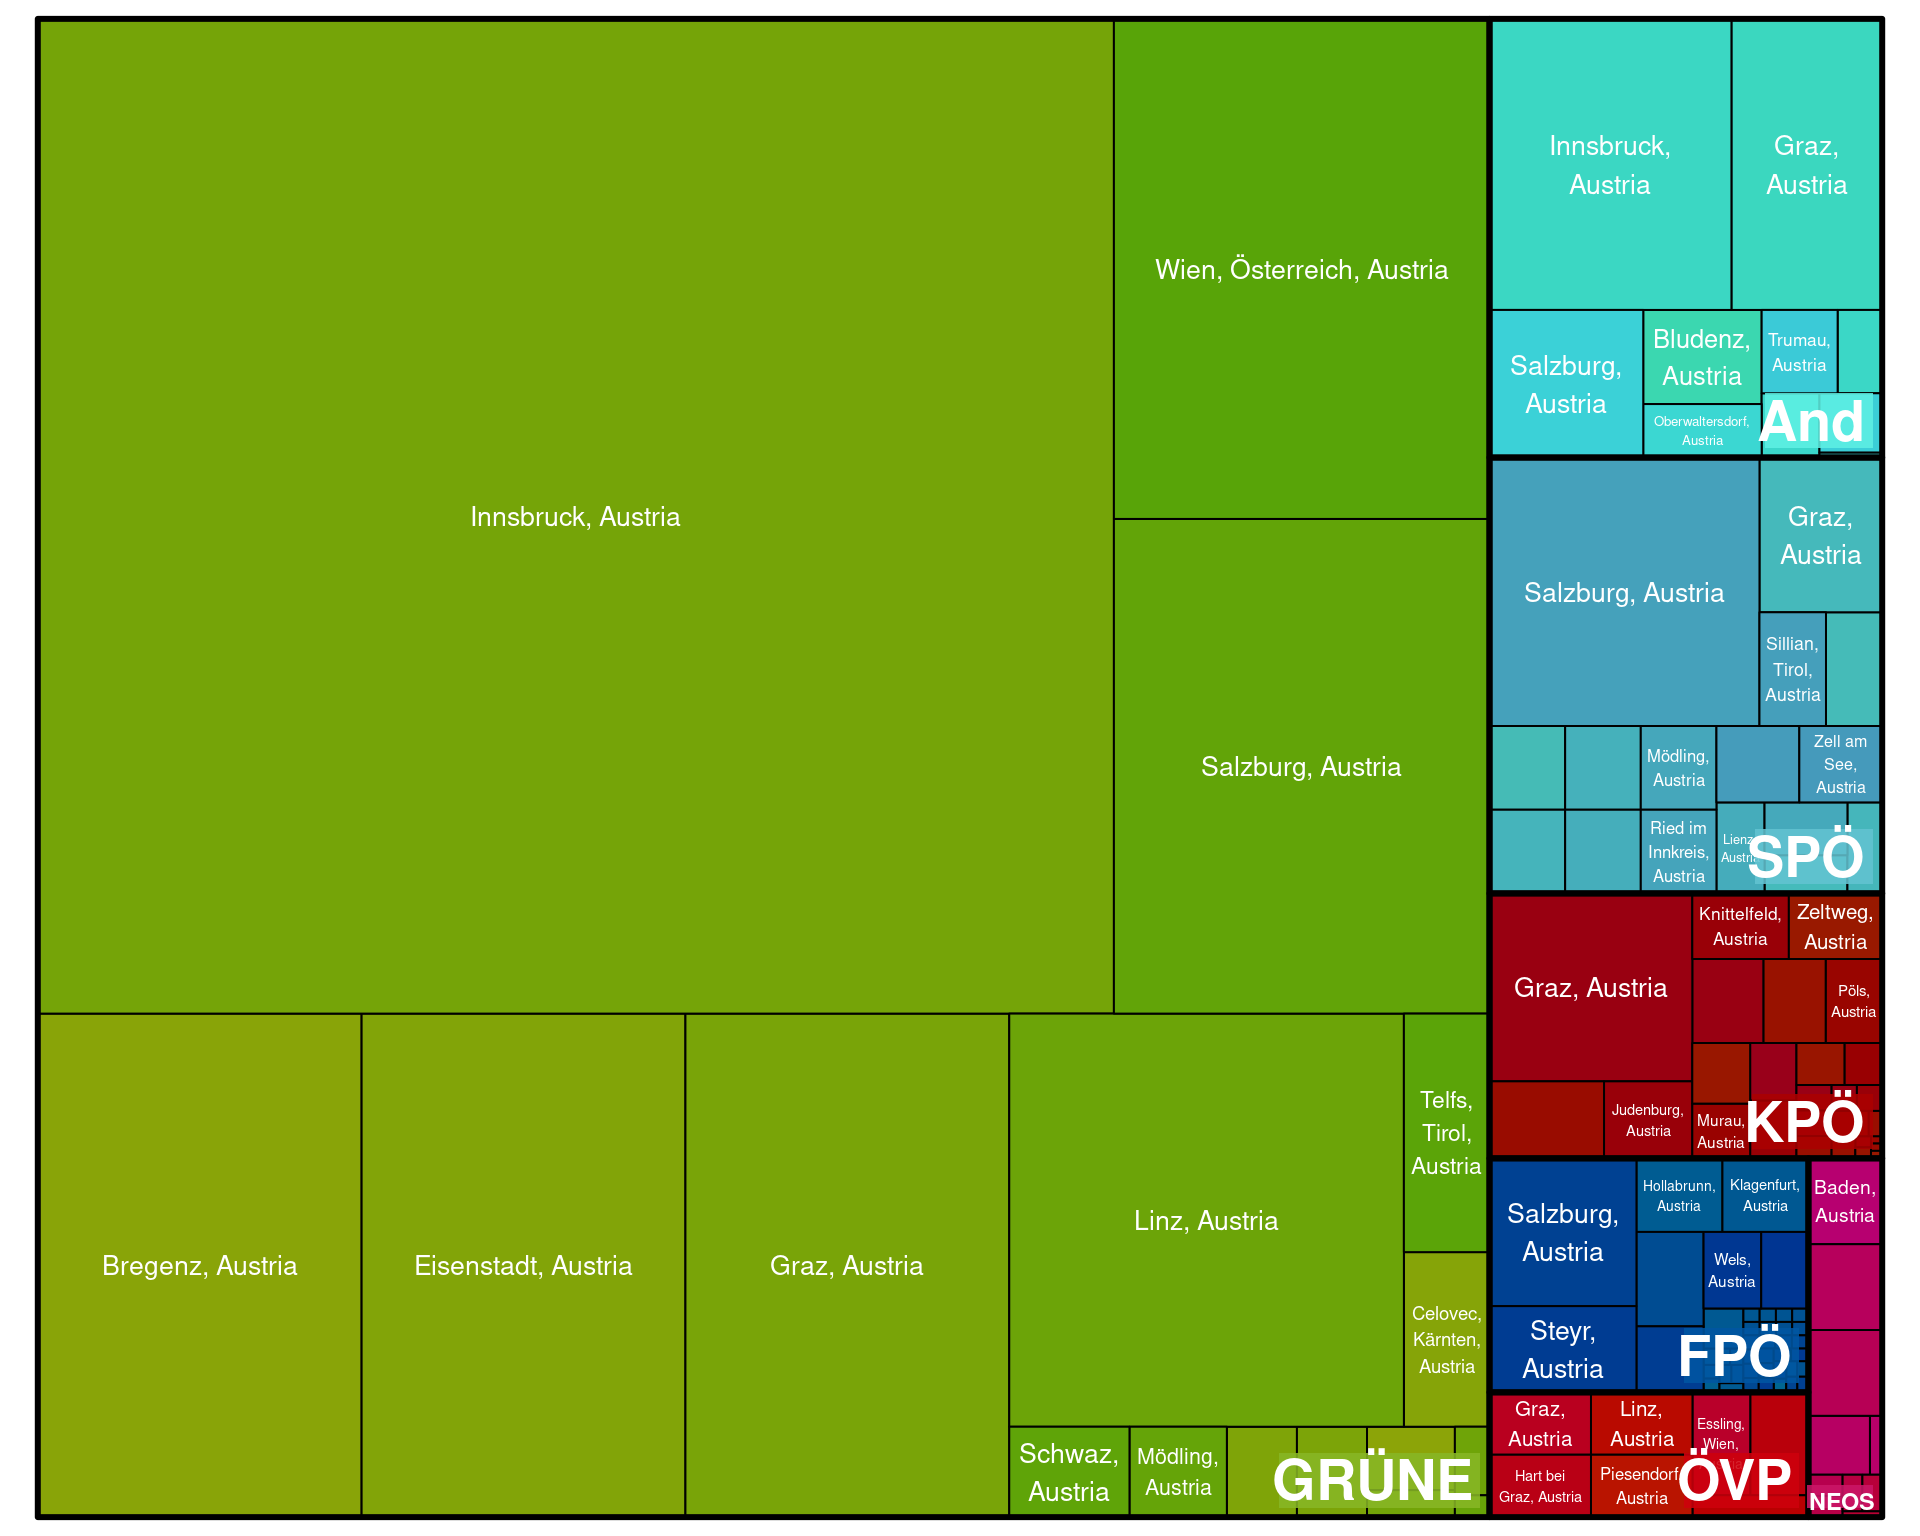 Innsbruck, Austria
Wien, Österreich, Austria
Salzburg, Austria
Bregenz, Austria
Eisenstadt, Austria
Graz, Austria
Linz, Austria
Telfs,
Tirol,
Austria
Celovec,
Kärnten,
Austria
Schwaz,
Austria
Mödling,
Austria
GRÜNE
Innsbruck,
Austria
Graz,
Austria
Salzburg,
Austria
Bludenz,
Austria
Trumau,
Austria
Oberwaltersdorf,
Austria
And
Salzburg, Austria
Graz,
Austria
Sillian,
Tirol,
Austria
Mödling,
Austria
Zell am
See,
Austria
Ried im
Innkreis,
Austria
Lienz,
Austria
SPÖ
Graz, Austria
Knittelfeld,
Austria
Zeltweg,
Austria
Pöls,
Austria
Judenburg,
Austria
Murau,
Austria
KPÖ
Salzburg,
Austria
Hollabrunn,
Austria
Klagenfurt,
Austria
Wels,
Austria
Steyr,
Austria
FPÖ
Baden,
Austria
NEOS
Graz,
Austria
Linz,
Austria
Essling,
Wien,
Hart bei
Graz, Austria
Piesendorf,
Austria
ÖVP